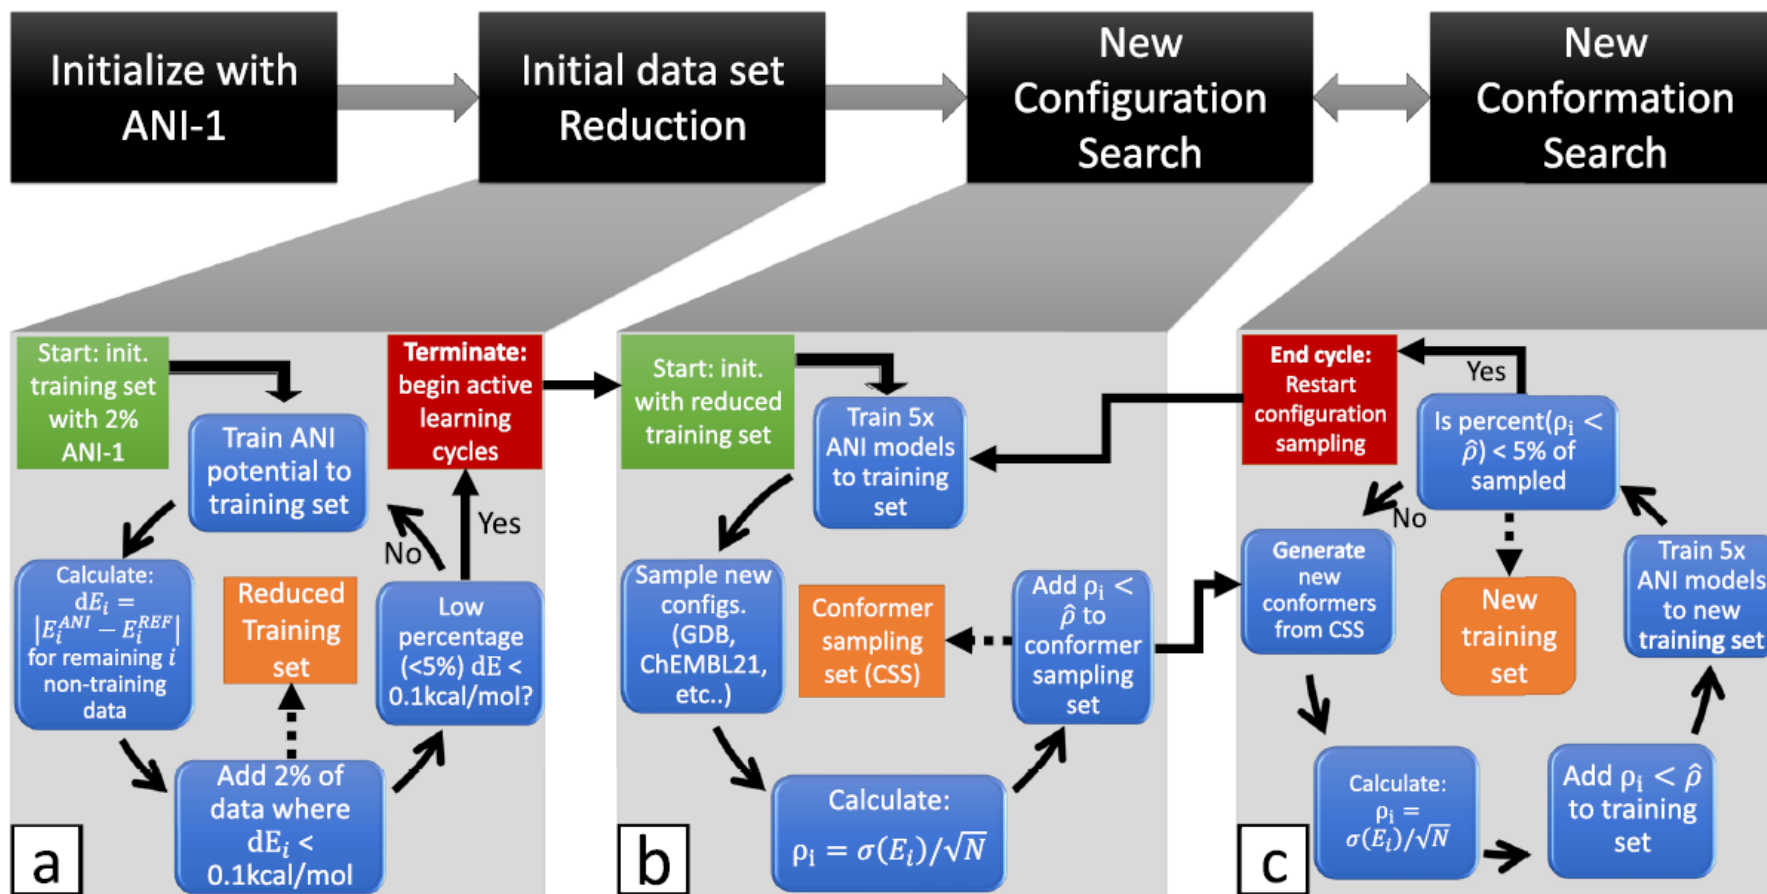 Initialize with
ANI-1
Initial data set
Reduction
New
Configuration
Search
New
Conformation
Search
Start: init.
training set
with 2%
ANI-1
Train ANI
potential to
training set
Terminate:
begin active
learning
cycles
No
Yes
Calculate:
dE_i =
|E_i^{ANI} − E_i^{REF}|
for remaining i
non-training
data
Reduced
Training
set
Low
percentage
(<5%) dE <
0.1kcal/mol?
Add 2% of
data where
dE_i <
0.1kcal/mol
a
Start: init.
with reduced
training set
Train 5x
ANI models
to training
set
Sample new
configs.
(GDB,
ChEMBL21,
etc..)
Conformer
sampling
set (CSS)
Add ρ_i <
ρ̂ to
conformer
sampling
set
Calculate:
ρ_i = σ(E_i)/√N
b
End cycle:
Restart
configuration
sampling
Yes
Is percent(ρ_i <
ρ̂) < 5% of
sampled
No
Generate
new
conformers
from CSS
New
training
set
Train 5x
ANI models
to new
training set
Calculate:
ρ_i =
σ(E_i)/√N
Add ρ_i < ρ̂
to training
set
c